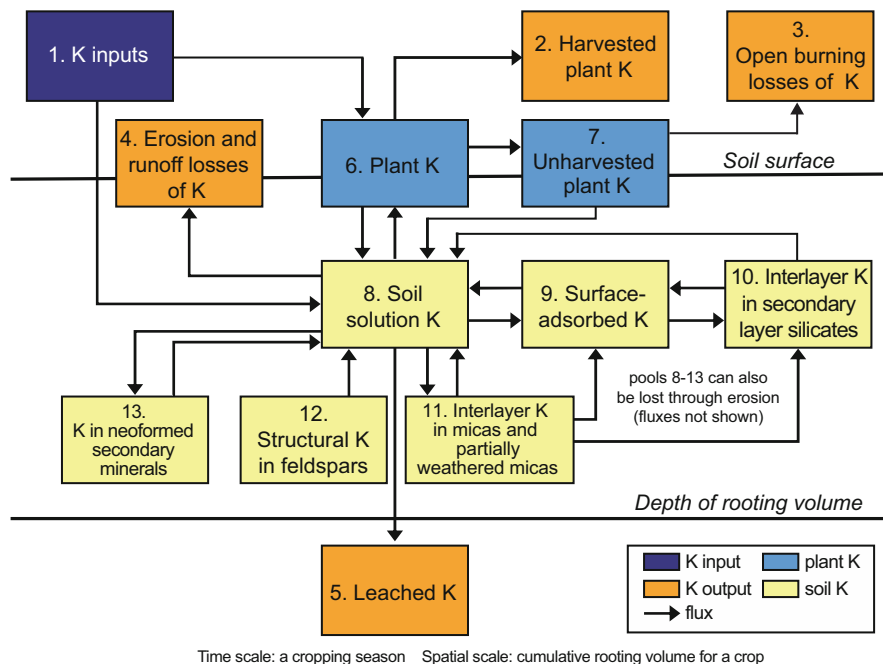 1. K inputs
2. Harvested
plant K
3.
Open burning
losses of K
4. Erosion and
runoff losses
of K
6. Plant K
7.
Unharvested
plant K
Soil surface
8. Soil
solution K
9. Surface-
adsorbed K
10. Interlayer K
in secondary
layer silicates
pools 8-13 can also
be lost through erosion
(fluxes not shown)
13.
K in neoformed
secondary
minerals
12.
Structural K
in feldspars
11. Interlayer K
in micas and
partially
weathered micas
Depth of rooting volume
5. Leached K
K input
plant K
K output
soil K
flux
Time scale: a cropping season Spatial scale: cumulative rooting volume for a crop